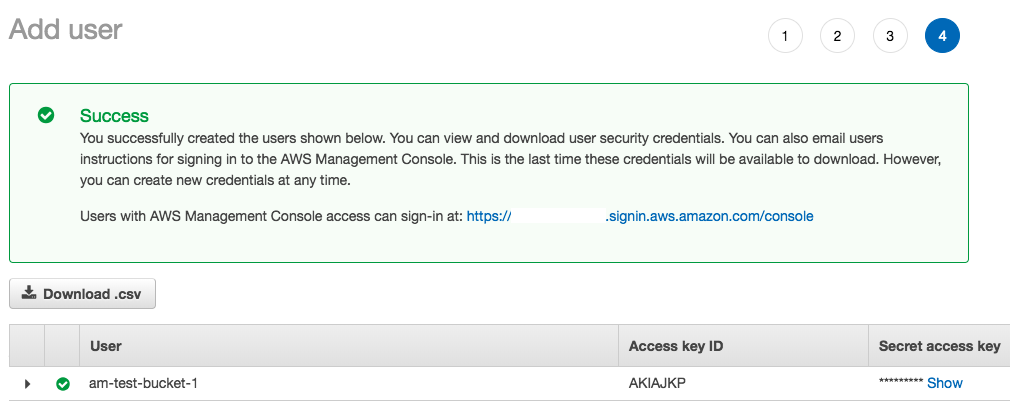 Add user
1 2 3 4
Success
You successfully created the users shown below. You can view and download user security credentials. You can also email users
instructions for signing in to the AWS Management Console. This is the last time these credentials will be available to download. However,
you can create new credentials at any time.
Users with AWS Management Console access can sign-in at: https:// .signin.aws.amazon.com/console
Download .csv
User Access key ID Secret access key
am-test-bucket-1 AKIAJKP ********* Show